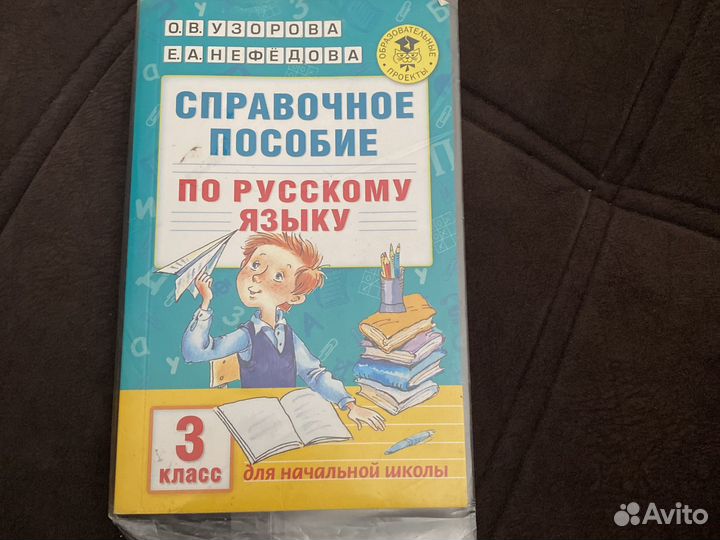 О.В. УЗОРОВА
Е.А. НЕФЁДОВА
ОБРАЗОВАТЕЛЬНЫЕ
ПРОЕКТЫ
СПРАВОЧНОЕ
ПОСОБИЕ
ПО РУССКОМУ
ЯЗЫКУ
3
КЛАСС
для начальной школы
Avito